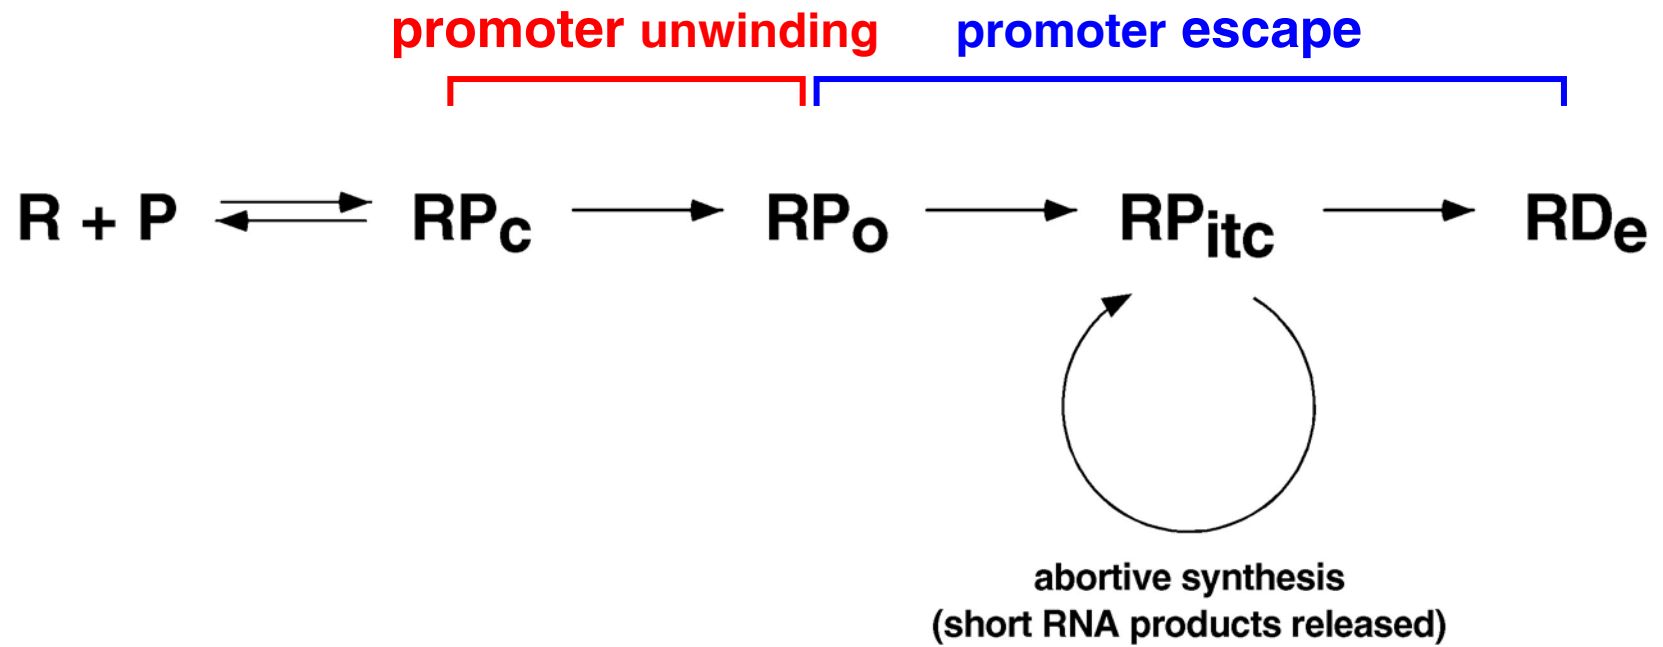 promoter unwinding promoter escape
R + P RPc RPo RPitc RDe
abortive synthesis
(short RNA products released)